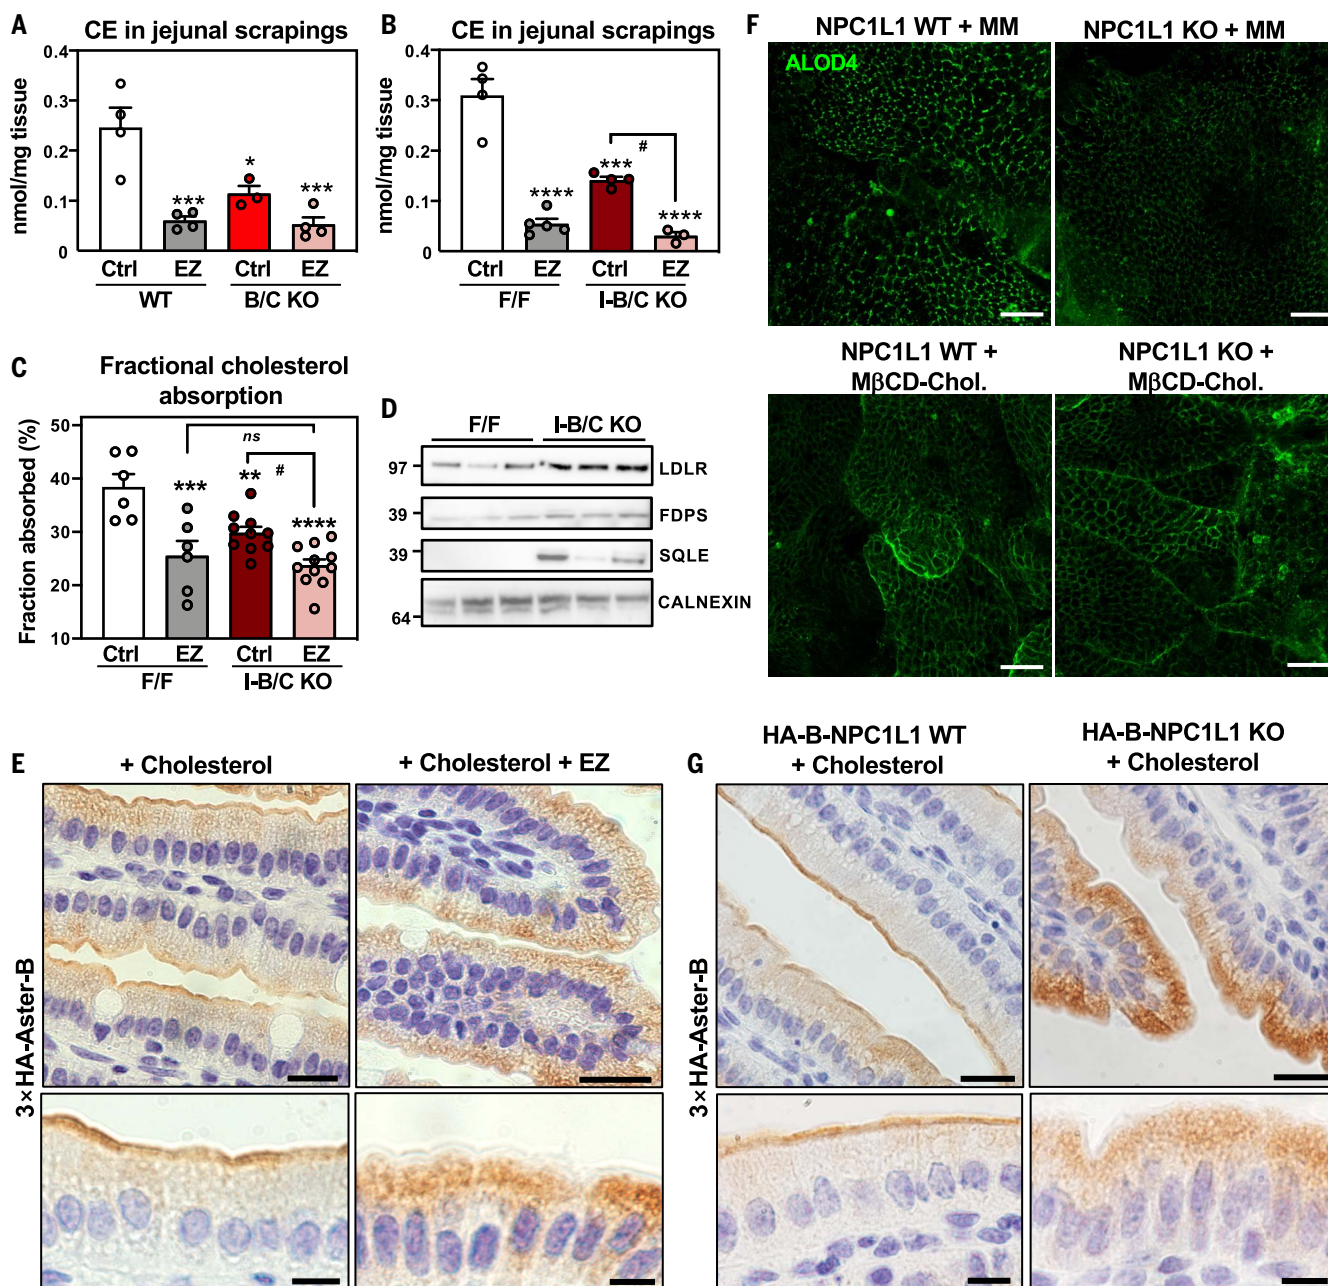 A
CE in jejunal scrapings
nmol/mg tissue
0.4
0.3
0.2
0.1
0
***
*
***
Ctrl
EZ
Ctrl
EZ
WT
B/C KO
B
CE in jejunal scrapings
nmol/mg tissue
0.4
0.3
0.2
0.1
0
****
***
#
****
Ctrl
EZ
Ctrl
EZ
F/F
I-B/C KO
C
Fractional cholesterol
absorption
Fraction absorbed (%)
50
40
30
20
10
ns
***
**
#
****
Ctrl
EZ
Ctrl
EZ
F/F
I-B/C KO
D
F/F
I-B/C KO
97
LDLR
39
FDPS
39
SQLE
64
CALNEXIN
E
+ Cholesterol
+ Cholesterol + EZ
3×HA-Aster-B
F
NPC1L1 WT + MM
NPC1L1 KO + MM
ALOD4
NPC1L1 WT +
MβCD-Chol.
NPC1L1 KO +
MβCD-Chol.
G
HA-B-NPC1L1 WT
+ Cholesterol
HA-B-NPC1L1 KO
+ Cholesterol
3×HA-Aster-B